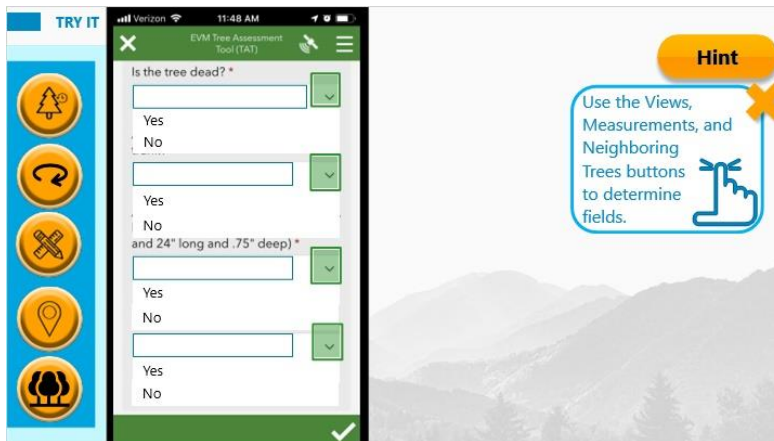 TRY IT
Verizon 11:48 AM
EVM Tree Assessment
Tool (TAT)
Is the tree dead? *
Yes
No
Yes
No
and 24" long and .75" deep) *
Yes
No
Yes
No
Hint
Use the Views,
Measurements, and
Neighboring
Trees buttons
to determine
fields.